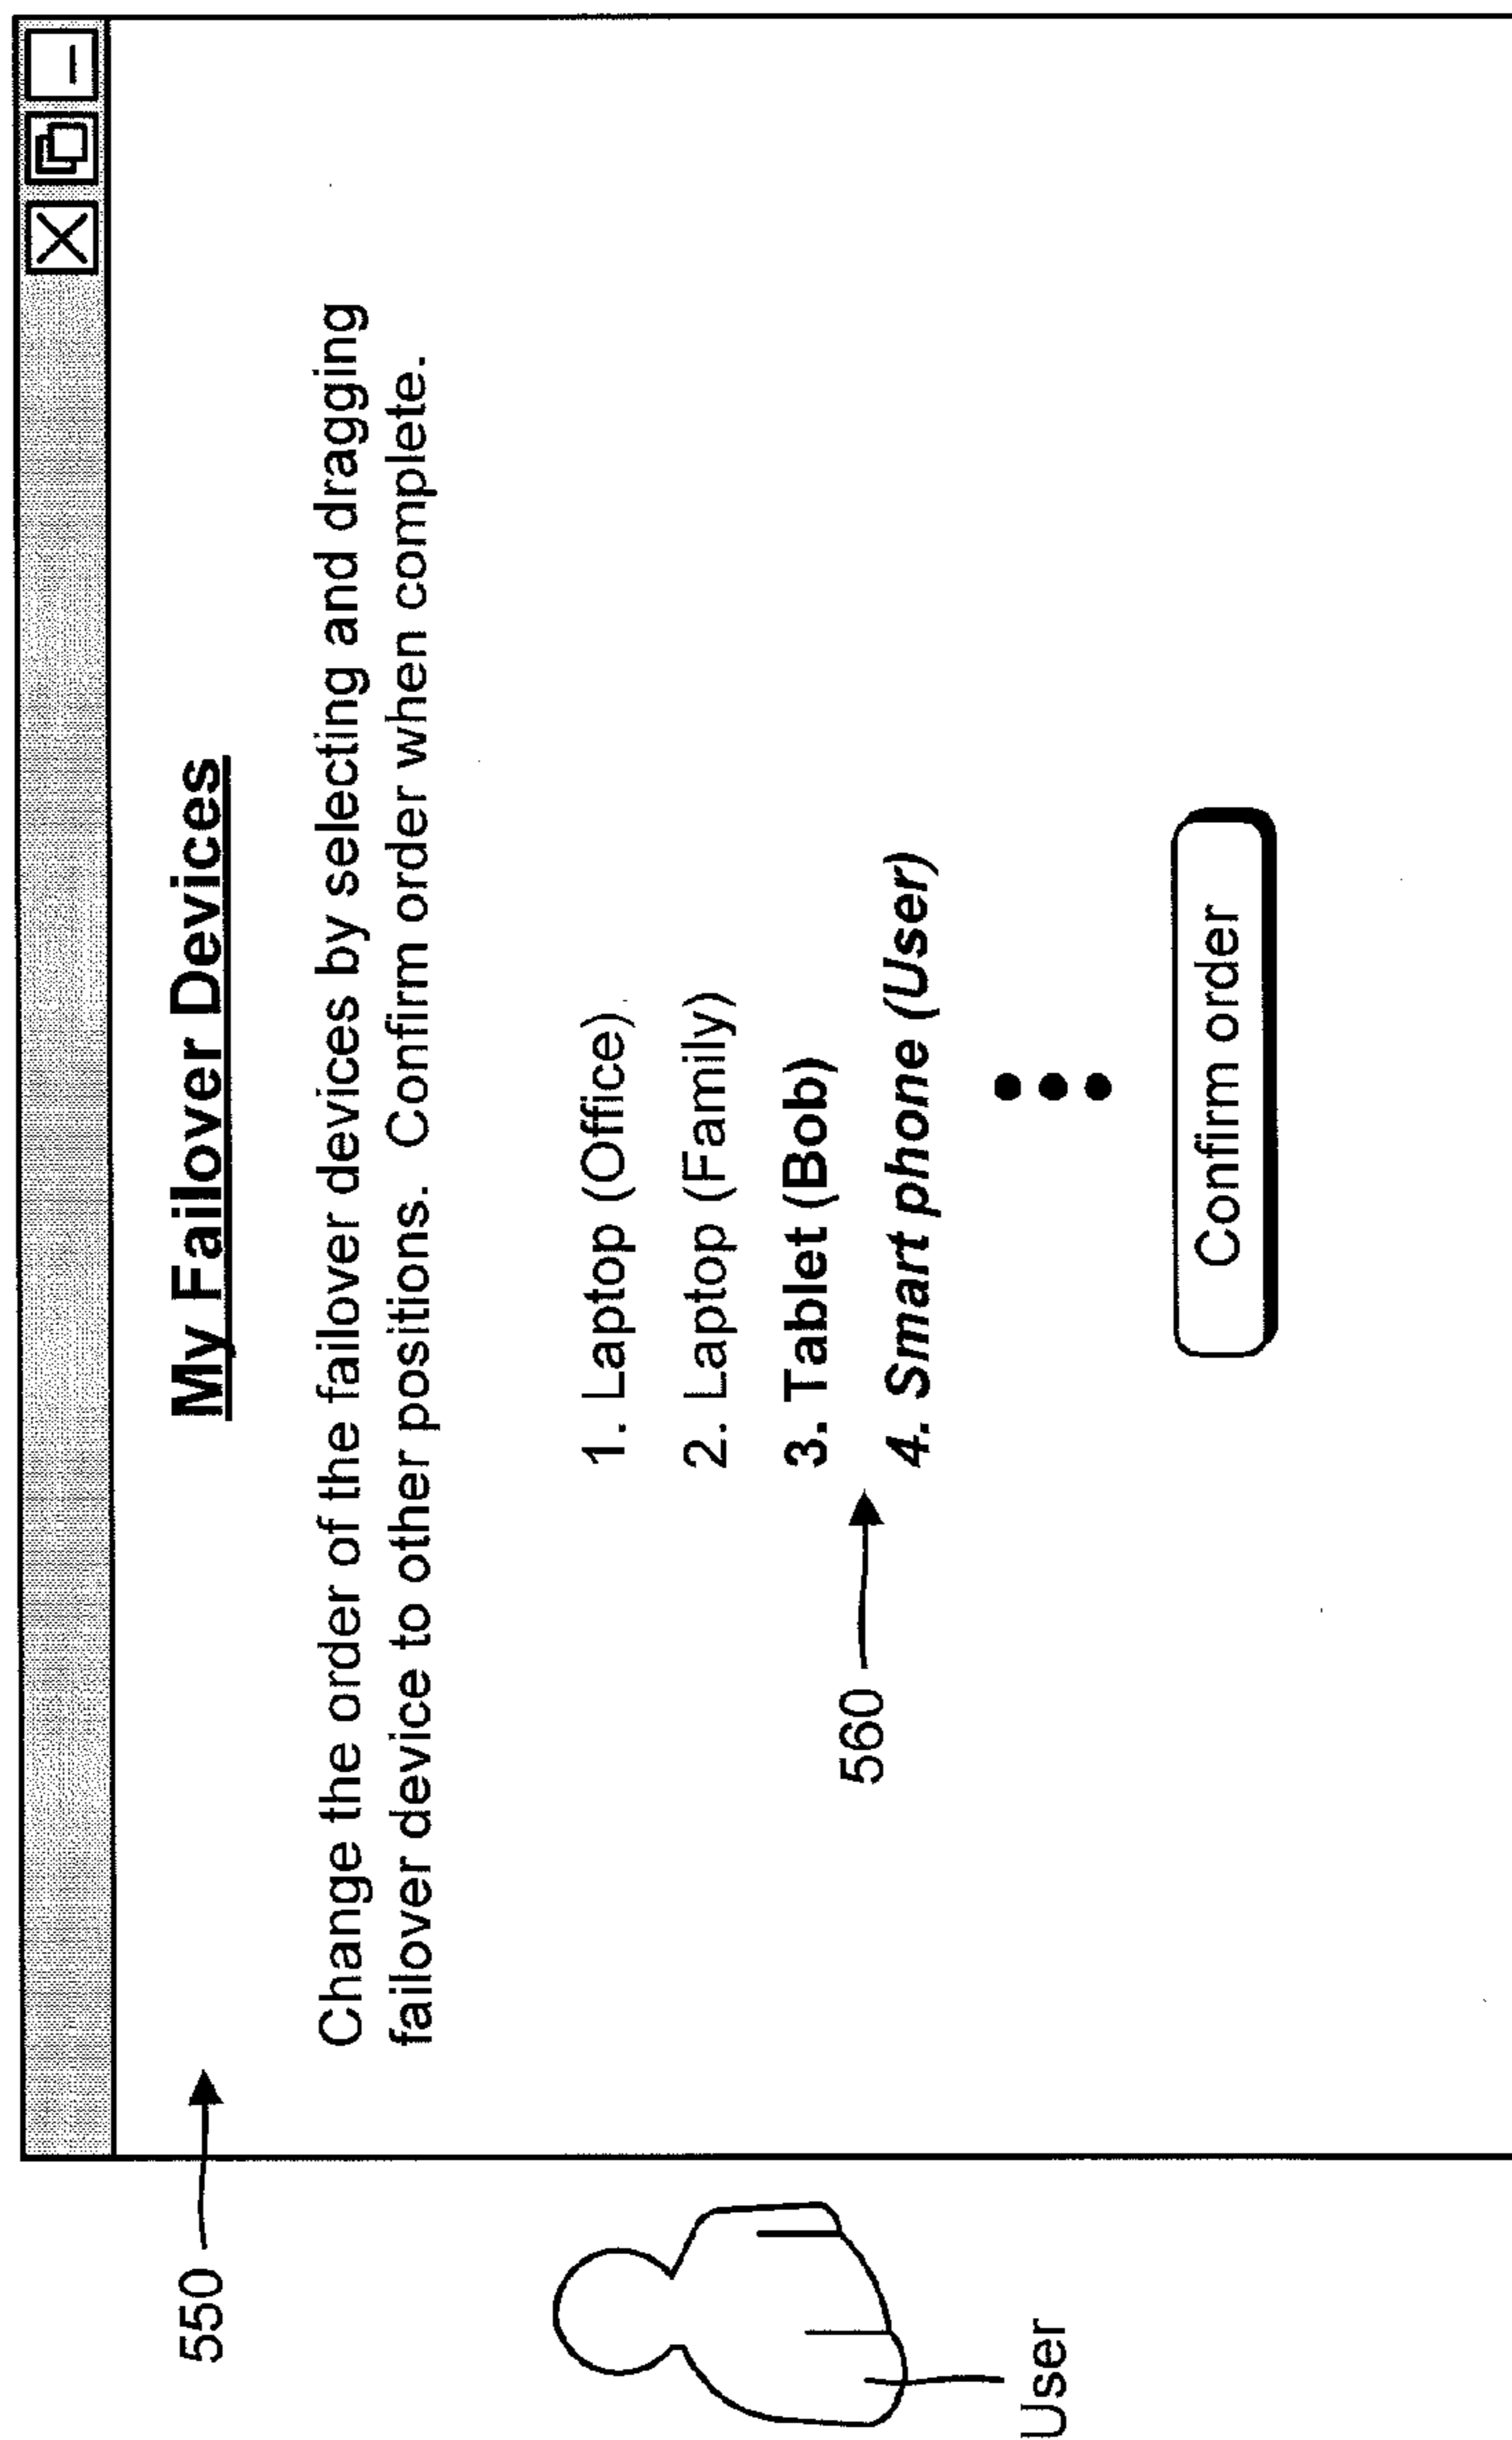 My Failover Devices
550
Change the order of the failover devices by selecting and dragging
failover device to other positions. Confirm order when complete.
1. Laptop (Office)
2. Laptop (Family)
3. Tablet (Bob)
4. Smart phone (User)
560
Confirm order
User